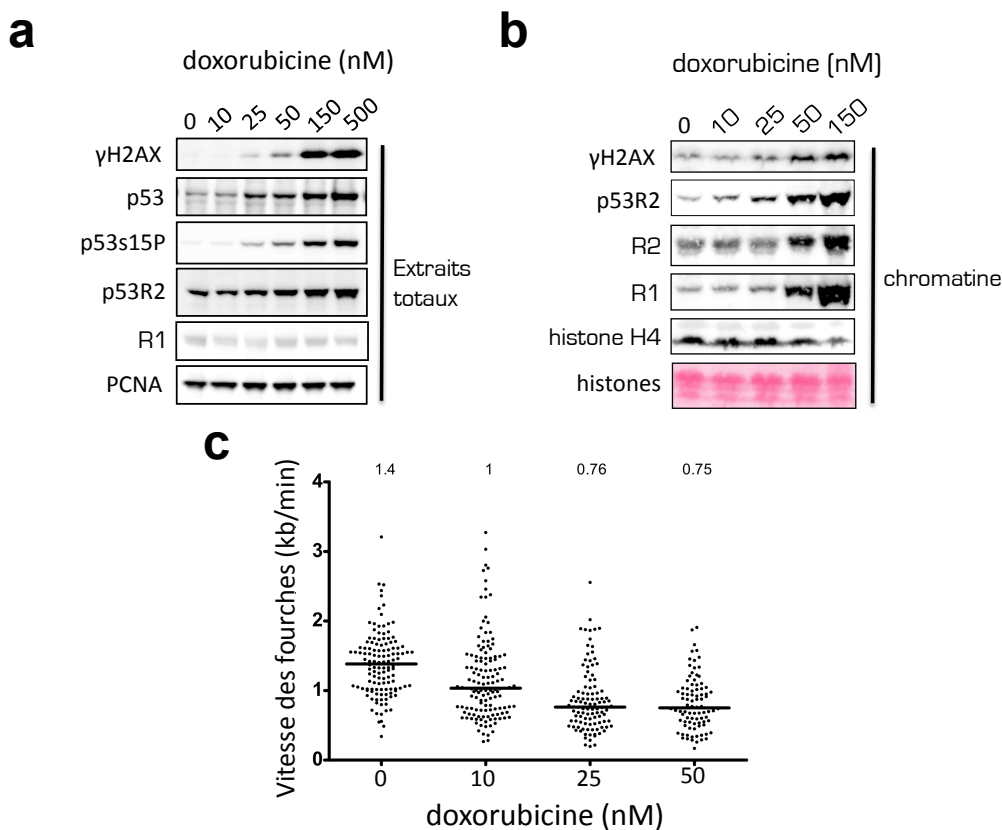 a
doxorubicine (nM)
0 10 25 50 150 500
γH2AX
p53
p53s15P
p53R2
R1
PCNA
Extraits
totaux
b
doxorubicine (nM)
0 10 25 50 150
γH2AX
p53R2
R2
R1
histone H4
histones
chromatine
c
1.4 1 0.76 0.75
Vitesse des fourches (kb/min)
4
3
2
1
0
0 10 25 50
doxorubicine (nM)